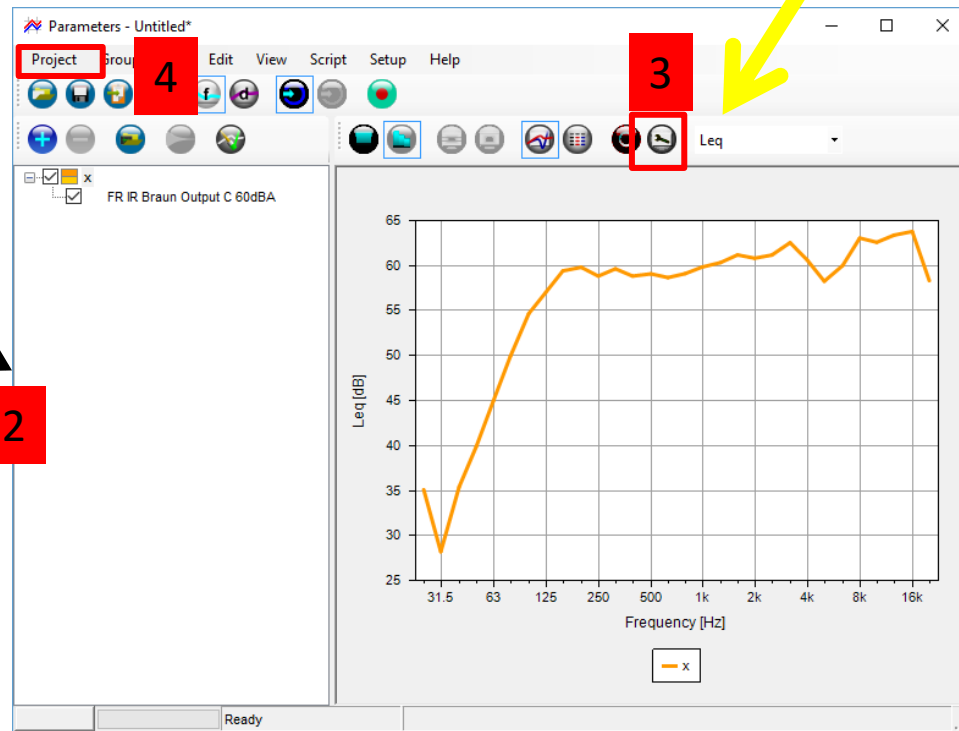 Parameters - Untitled*
Project Group Edit View Script Setup Help
4
3
f d
Leq
x
FR IR Braun Output C 60dBA
2
65
60
55
50
45
40
35
30
25
Leq [dB]
31.5 63 125 250 500 1k 2k 4k 8k 16k
Frequency [Hz]
x
Ready